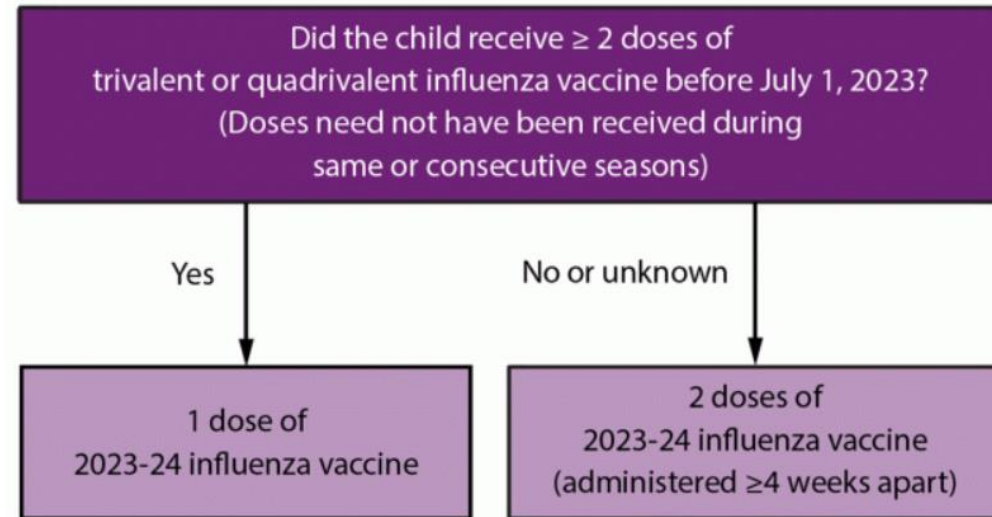 Did the child receive ≥ 2 doses of
trivalent or quadrivalent influenza vaccine before July 1, 2023?
(Doses need not have been received during
same or consecutive seasons)
Yes
No or unknown
1 dose of
2023-24 influenza vaccine
2 doses of
2023-24 influenza vaccine
(administered ≥4 weeks apart)